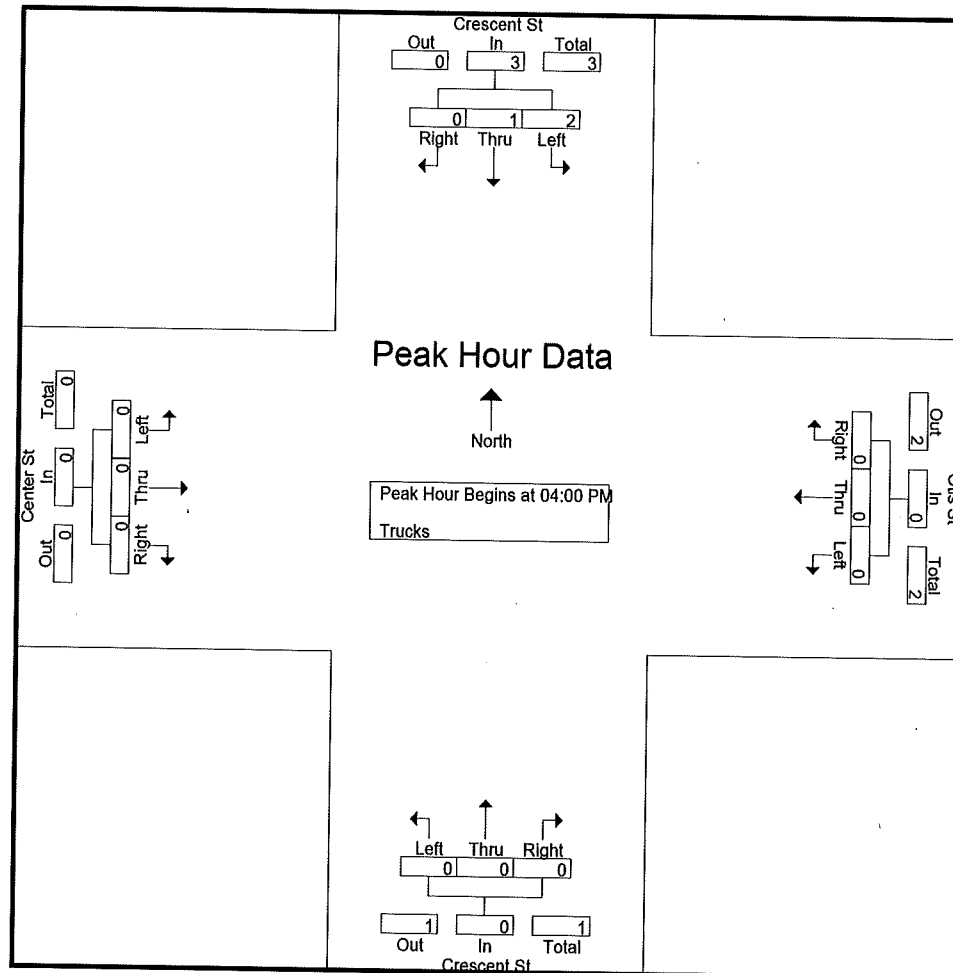 Crescent St
Out In Total
0 3 3
0 1 2
Right Thru Left
Peak Hour Data
North
Peak Hour Begins at 04:00 PM
Trucks
Center St
Total In Out
0 0 0
0 0 0
Left Thru Right
Out In Total
2 0 2
0 0 0
Right Thru Left
Left Thru Right
0 0 0
1 0 1
Out In Total
Crescent St